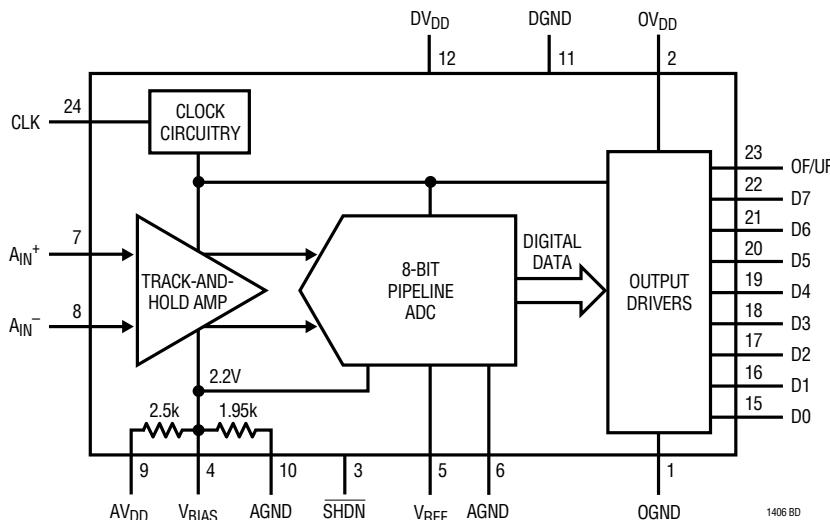 DVDD
DGND
OVDD
12
11
2
24
CLK
CLOCK
CIRCUITRY
23
OF/UF
22
D7
21
D6
20
D5
19
D4
18
D3
17
D2
16
D1
15
D0
7
AIN+
8
AIN–
TRACK-AND-
HOLD AMP
8-BIT
PIPELINE
ADC
DIGITAL
DATA
OUTPUT
DRIVERS
2.2V
2.5k
1.95k
9
4
10
3
5
6
1
AVDD
VBIAS
AGND
SHDN
VREF
AGND
OGND
1406 BD